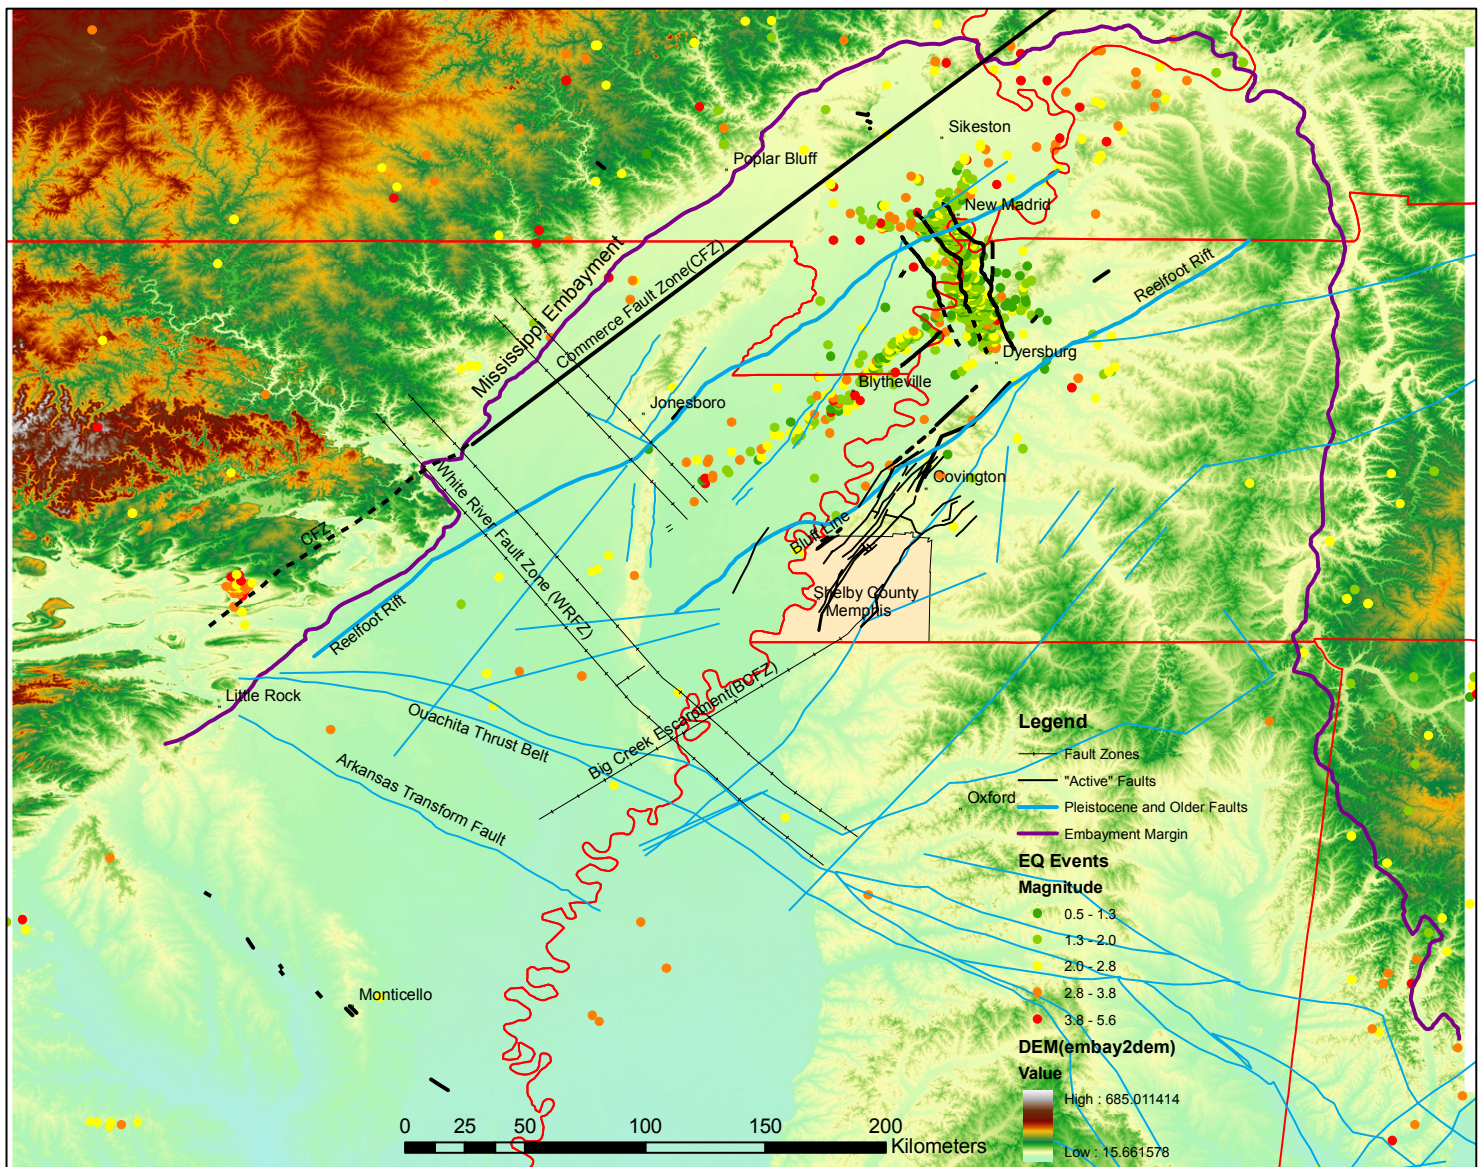 Sikeston
Poplar Bluff
New Madrid
Mississippi Embayment
Commerce Fault Zone(CFZ)
Reelfoot Rift
Dyersburg
Blytheville
Jonesboro
Covington
White River Fault Zone (WRFZ)
CFZ
Bluff Line
Shelby County
Memphis
Reelfoot Rift
Little Rock
Ouachita Thrust Belt
Big Creek Escarpment(BCFZ)
Arkansas Transform Fault
Oxford
Monticello
Legend
Fault Zones
"Active" Faults
Pleistocene and Older Faults
Embayment Margin
EQ Events
Magnitude
0.5 - 1.3
1.3 - 2.0
2.0 - 2.8
2.8 - 3.8
3.8 - 5.6
DEM(embay2dem)
Value
High : 685.011414
Low : 15.661578
0 25 50 100 150 200
Kilometers